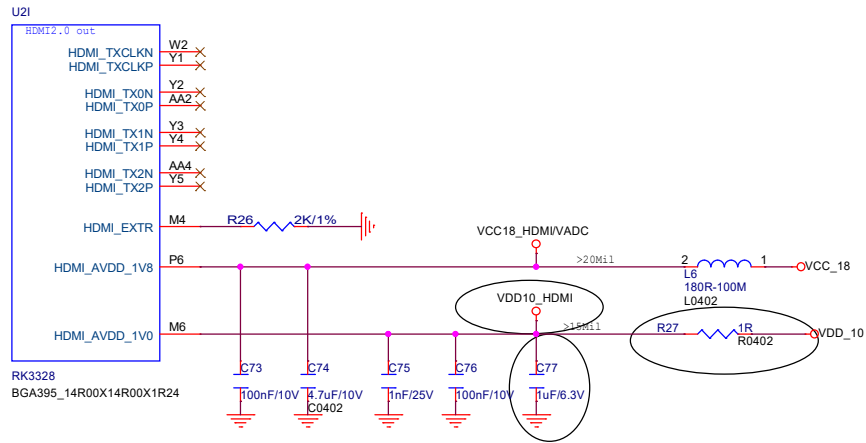 U2I
HDMI2.0 out
HDMI_TXCLKN W2
HDMI_TXCLKP Y1
HDMI_TX0N Y2
HDMI_TX0P AA2
HDMI_TX1N Y3
HDMI_TX1P Y4
HDMI_TX2N AA4
HDMI_TX2P Y5
HDMI_EXTR M4 R26 2K/1%
VCC18_HDMI/VADC
HDMI_AVDD_1V8 P6 >20Mil 2 1 VCC_18
L6
180R-100M
L0402
VDD10_HDMI
HDMI_AVDD_1V0 M6 >15Mil R27 1R VDD_10
R0402
C73 C74 C75 C76 C77
100nF/10V 4.7uF/10V 1nF/25V 100nF/10V 1uF/6.3V
C0402
RK3328
BGA395_14R00X14R00X1R24